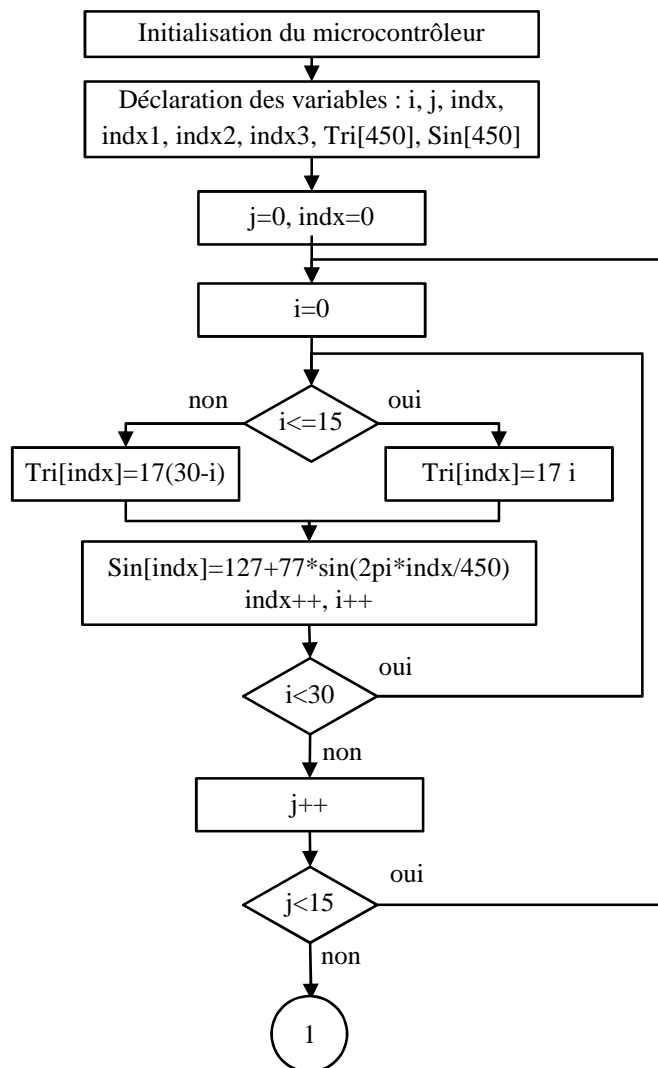 Initialisation du microcontrôleur
Déclaration des variables : i, j, indx,
indx1, indx2, indx3, Tri[450], Sin[450]
j=0, indx=0
i=0
non
oui
i<=15
Tri[indx]=17(30-i)
Tri[indx]=17 i
Sin[indx]=127+77*sin(2pi*indx/450)
indx++, i++
oui
i<30
non
j++
oui
j<15
non
1